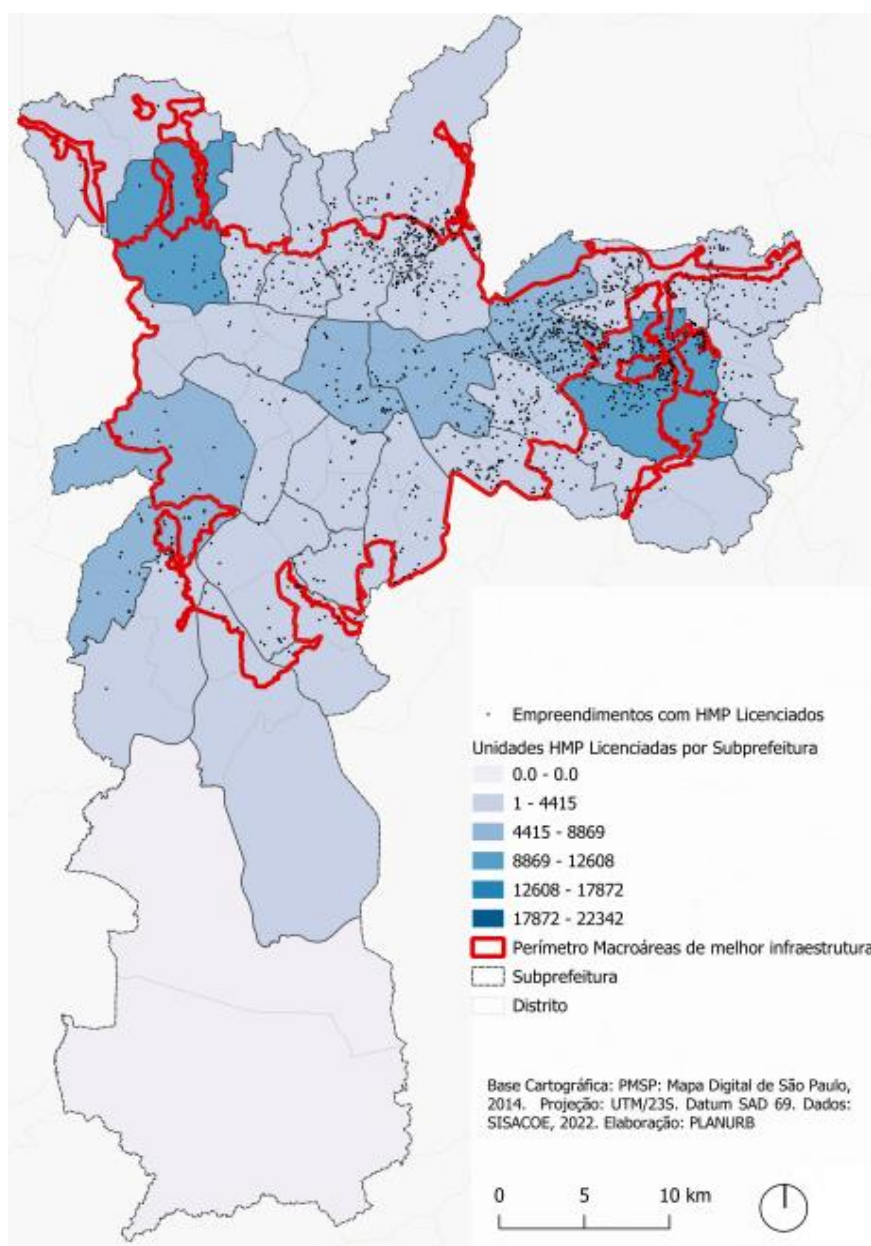 Empreendimentos com HMP Licenciados
Unidades HMP Licenciadas por Subprefeitura
0.0 - 0.0
1 - 4415
4415 - 8869
8869 - 12608
12608 - 17872
17872 - 22342
Perímetro Macroáreas de melhor infraestrutura
Subprefeitura
Distrito
Base Cartográfica: PMSP: Mapa Digital de São Paulo,
2014. Projeção: UTM/23S. Datum SAD 69. Dados:
SISACOE, 2022. Elaboração: PLANURB
0 5 10 km